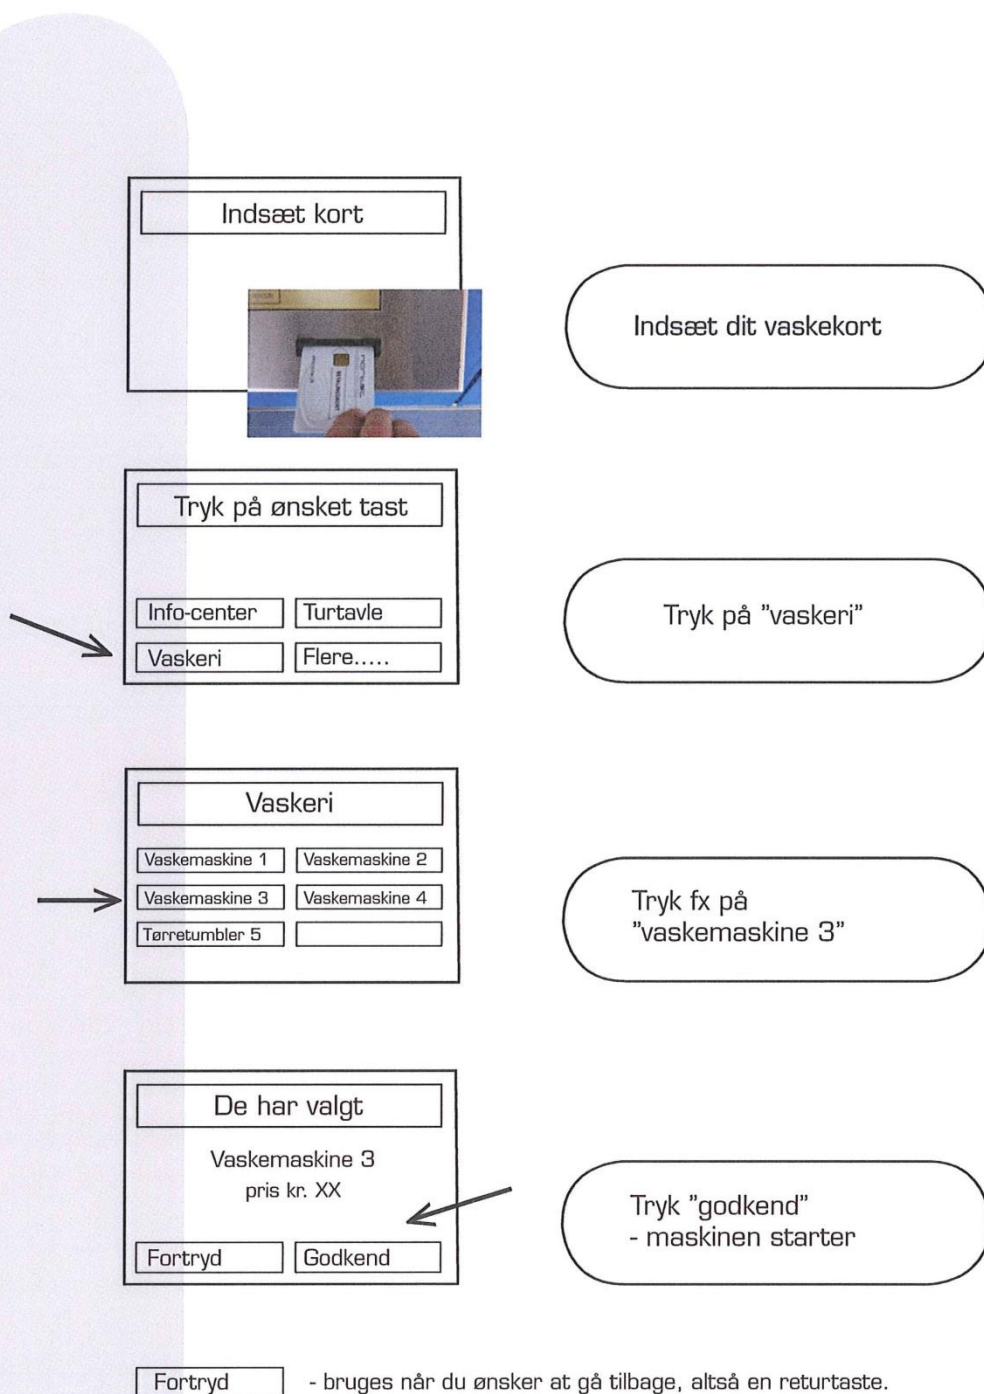 Indsæt kort
Indsæt dit vaskekort
Tryk på ønsket tast
Info-center Turtavle
Vaskeri Flere.....
Tryk på "vaskeri"
Vaskeri
Vaskemaskine 1 Vaskemaskine 2
Vaskemaskine 3 Vaskemaskine 4
Tørretumbler 5
Tryk fx på
"vaskemaskine 3"
De har valgt
Vaskemaskine 3
pris kr. XX
Fortryd Godkend
Tryk "godkend"
- maskinen starter
Fortryd - bruges når du ønsker at gå tilbage, altså en returtaste.